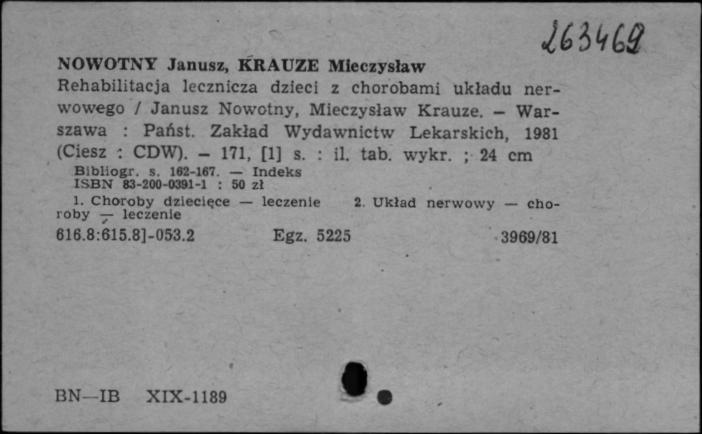 263469
NOWOTNY Janusz, KRAUZE Mieczysław
Rehabilitacja lecznicza dzieci z chorobami układu ner-
wowego / Janusz Nowotny, Mieczysław Krauze. — War-
szawa : Państ. Zakład Wydawnictw Lekarskich, 1981
(Ciesz : CDW). — 171, [1] s. : il. tab. wykr. ; 24 cm
Bibliogr. s. 162-167. — Indeks
ISBN 83-200-0391-1 : 50 zł
1. Choroby dziecięce — leczenie 2. Układ nerwowy — cho-
roby — leczenie
616.8:615.8]-053.2 Egz. 5225 3969/81
BN—IB XIX-1189